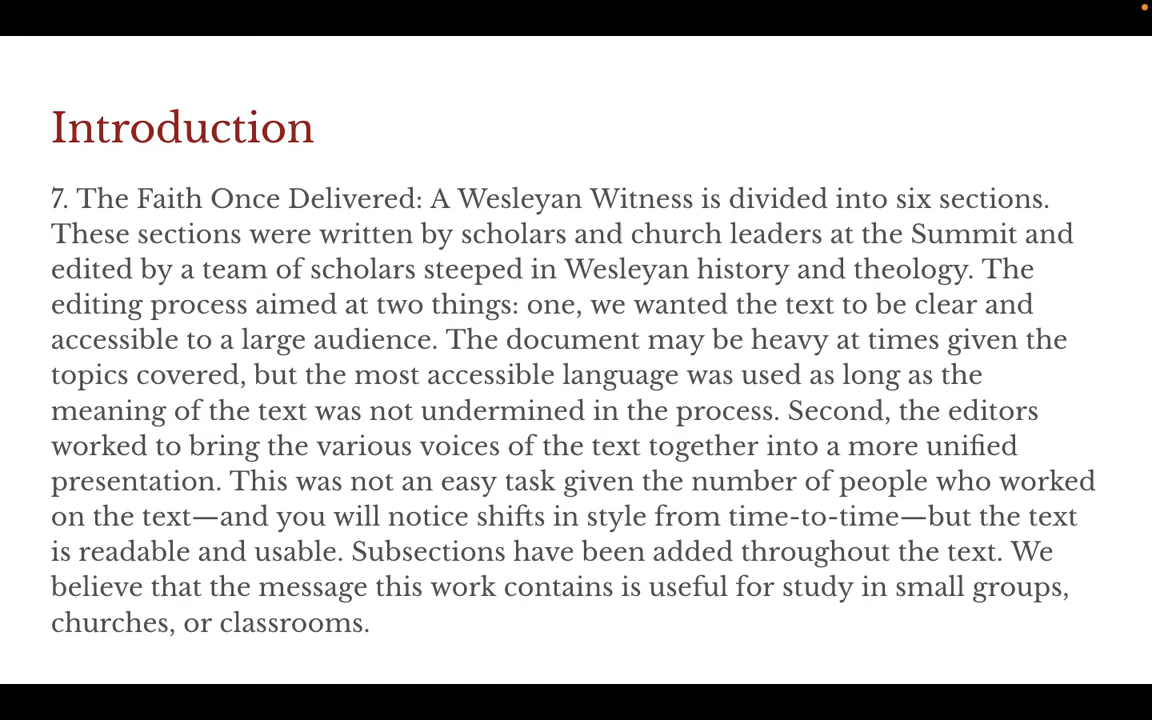 Introduction
7. The Faith Once Delivered: A Wesleyan Witness is divided into six sections.
These sections were written by scholars and church leaders at the Summit and
edited by a team of scholars steeped in Wesleyan history and theology. The
editing process aimed at two things: one, we wanted the text to be clear and
accessible to a large audience. The document may be heavy at times given the
topics covered, but the most accessible language was used as long as the
meaning of the text was not undermined in the process. Second, the editors
worked to bring the various voices of the text together into a more unified
presentation. This was not an easy task given the number of people who worked
on the text—and you will notice shifts in style from time-to-time—but the text
is readable and usable. Subsections have been added throughout the text. We
believe that the message this work contains is useful for study in small groups,
churches, or classrooms.